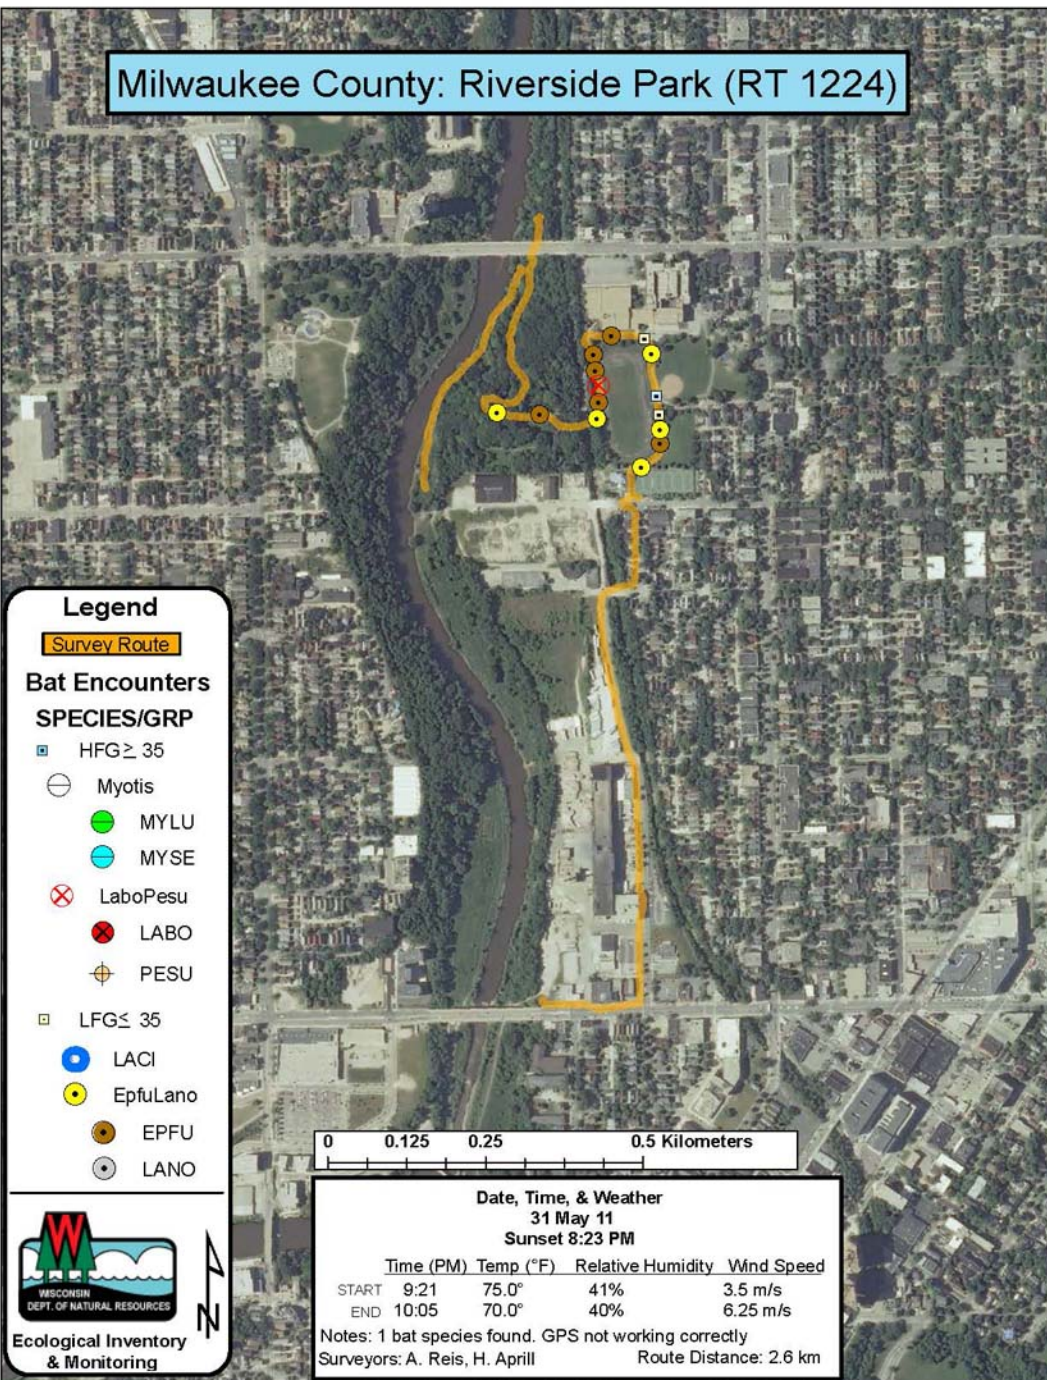 Milwaukee County: Riverside Park (RT 1224)
Legend
Survey Route
Bat Encounters
SPECIES/GRP
HFG ≥ 35
Myotis
MYLU
MYSE
LaboPesu
LABO
PESU
LFG ≤ 35
LACI
EpfuLano
EPFU
LANO
W
WISCONSIN
DEPT. OF NATURAL RESOURCES
N
Ecological Inventory
& Monitoring
0 0.125 0.25 0.5 Kilometers
Date, Time, & Weather
31 May 11
Sunset 8:23 PM
Time (PM) Temp (°F) Relative Humidity Wind Speed
START 9:21 75.0° 41% 3.5 m/s
END 10:05 70.0° 40% 6.25 m/s
Notes: 1 bat species found. GPS not working correctly
Surveyors: A. Reis, H. Aprill Route Distance: 2.6 km